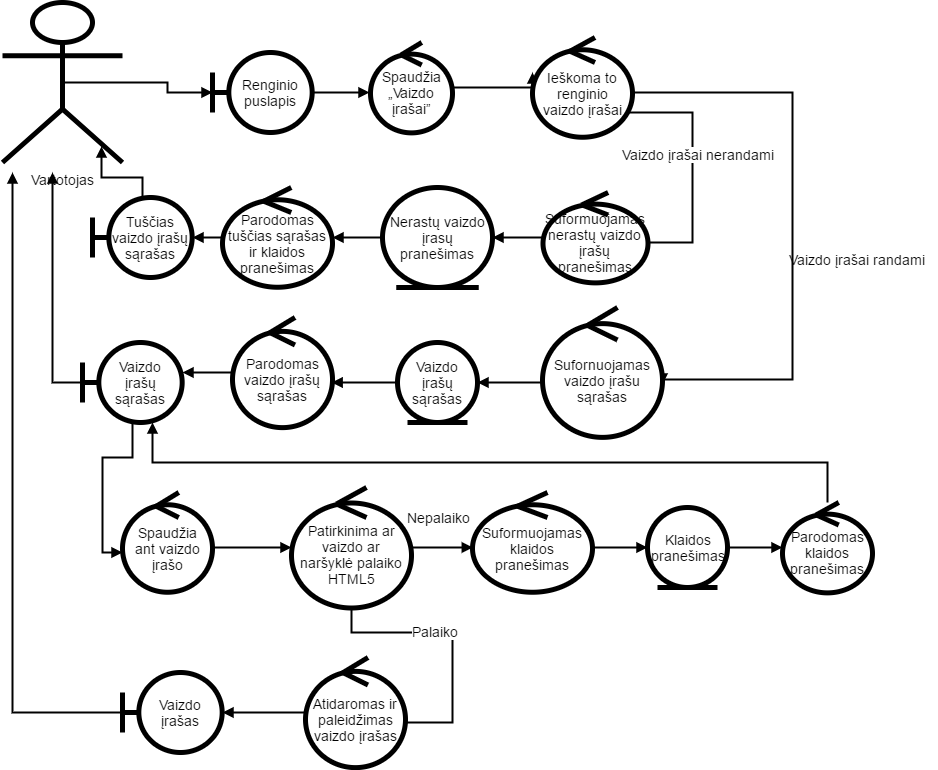 Renginio
puslapis
Spaudžia
„Vaizdo
įrašai”
Ieškoma to
renginio
vaizdo įrašai
Vaizdo įrašai nerandami
Vartotojas
Tuščias
vaizdo įrašų
sąrašas
Parodomas
tuščias sąrašas
ir klaidos
pranešimas
Nerastų vaizdo
įrasų
pranešimas
Suformuojamas
nerastų vaizdo
įrašų
pranešimas
Vaizdo įrašai randami
Vaizdo
įrašų
sąrašas
Parodomas
vaizdo įrašų
sąrašas
Vaizdo
įrašų
sąrašas
Sufornuojamas
vaizdo įrašu
sąrašas
Spaudžia
ant vaizdo
įrašo
Patirkinima ar
vaizdo ar
naršyklė palaiko
HTML5
Nepalaiko
Suformuojamas
klaidos
pranešimas
Klaidos
pranešimas
Parodomas
klaidos
pranešimas
Palaiko
Vaizdo
įrašas
Atidaromas ir
paleidžimas
vaizdo įrašas